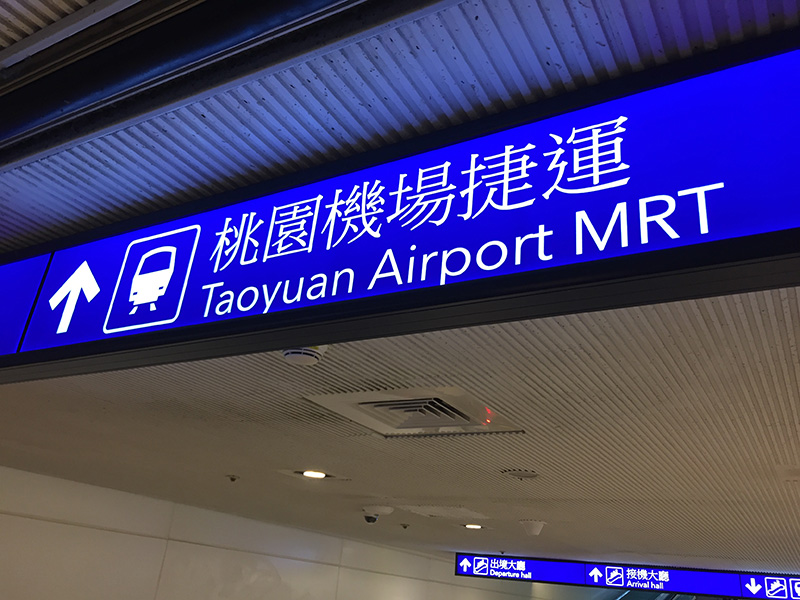 桃園機場捷運
Taoyuan Airport MRT
出境大廳
Departure hall
接機大廳
Arrival hall